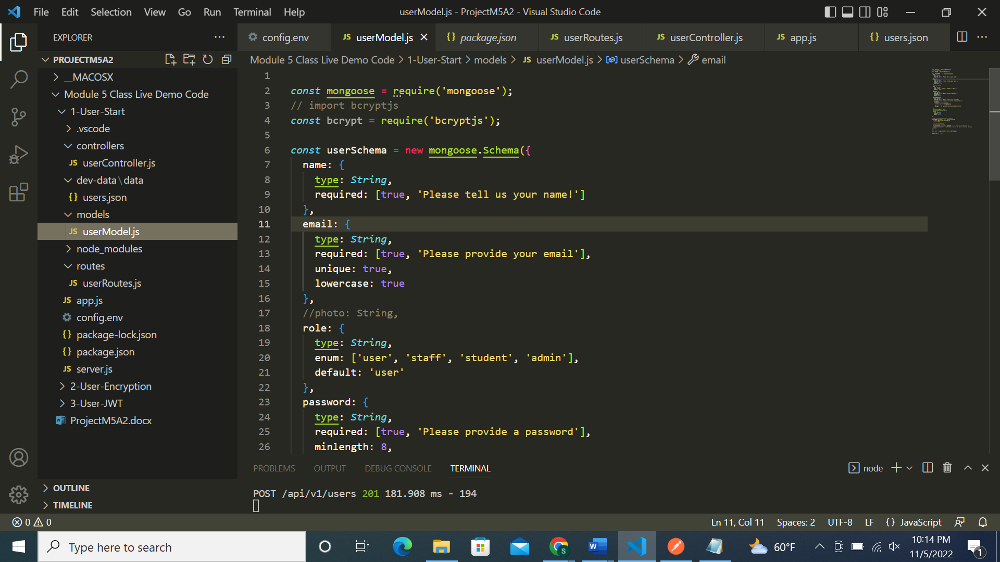 File Edit Selection View Go Run Terminal Help userModel.js - ProjectM5A2 - Visual Studio Code
EXPLORER
config.env JS userModel.js {} package.json JS userRoutes.js JS userController.js JS app.js {} users.json
PROJECTM5A2
Module 5 Class Live Demo Code > 1-User-Start > models > JS userModel.js > userSchema > email
__MACOSX
Module 5 Class Live Demo Code
1-User-Start
.vscode
controllers
JS userController.js
dev-data\data
{} users.json
models
JS userModel.js
node_modules
routes
JS userRoutes.js
JS app.js
config.env
{} package-lock.json
{} package.json
JS server.js
2-User-Encryption
3-User-JWT
ProjectM5A2.docx
OUTLINE
TIMELINE
1
2 const mongoose = require('mongoose');
3 // import bcryptjs
4 const bcrypt = require('bcryptjs');
5
6 const userSchema = new mongoose.Schema({
7 name: {
8 type: String,
9 required: [true, 'Please tell us your name!']
10 },
11 email: {
12 type: String,
13 required: [true, 'Please provide your email'],
14 unique: true,
15 lowercase: true
16 },
17 //photo: String,
18 role: {
19 type: String,
20 enum: ['user', 'staff', 'student', 'admin'],
21 default: 'user'
22 },
23 password: {
24 type: String,
25 required: [true, 'Please provide a password'],
26 minlength: 8,
PROBLEMS OUTPUT DEBUG CONSOLE TERMINAL node
POST /api/v1/users 201 181.908 ms - 194
0 0 Ln 11, Col 11 Spaces: 2 UTF-8 LF {} JavaScript
Type here to search 60°F 10:14 PM
11/5/2022
1